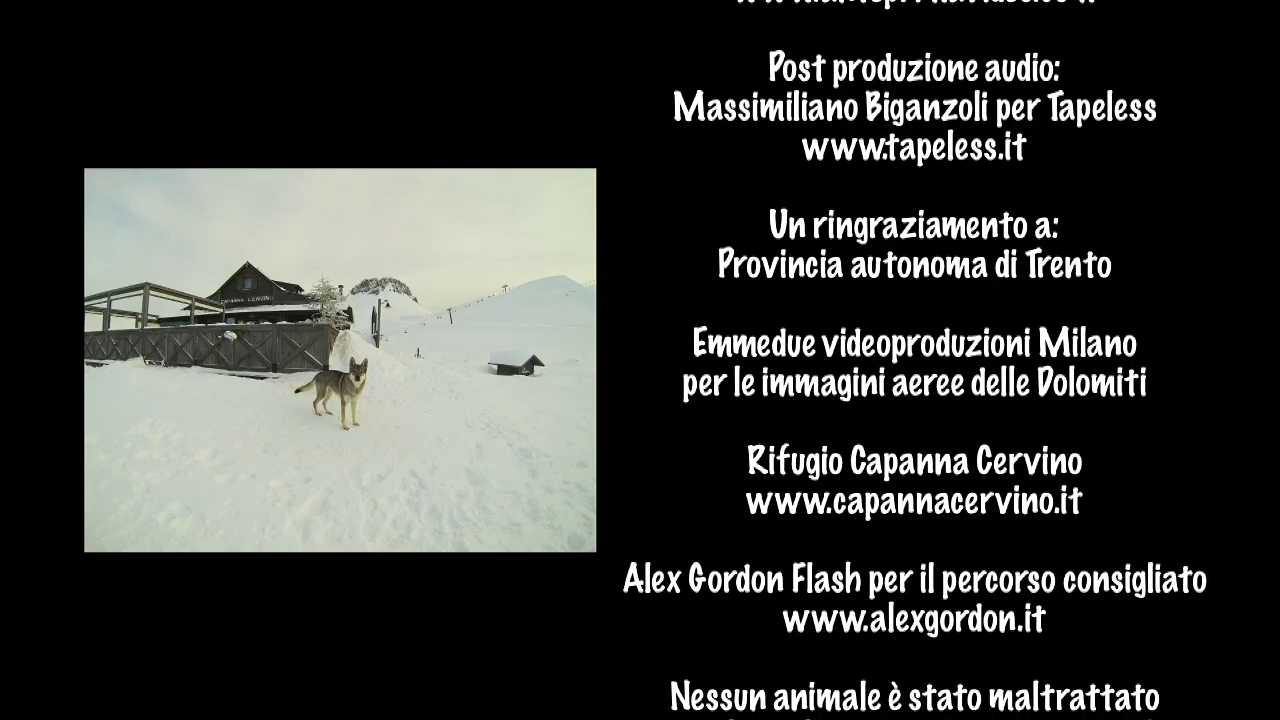 Post produzione audio:
Massimiliano Biganzoli per Tapeless
www.tapeless.it
Un ringraziamento a:
Provincia autonoma di Trento
Emmedue videoproduzioni Milano
per le immagini aeree delle Dolomiti
CAPANNA CERVINO
Rifugio Capanna Cervino
www.capannacervino.it
Alex Gordon Flash per il percorso consigliato
www.alexgordon.it
Nessun animale è stato maltrattato